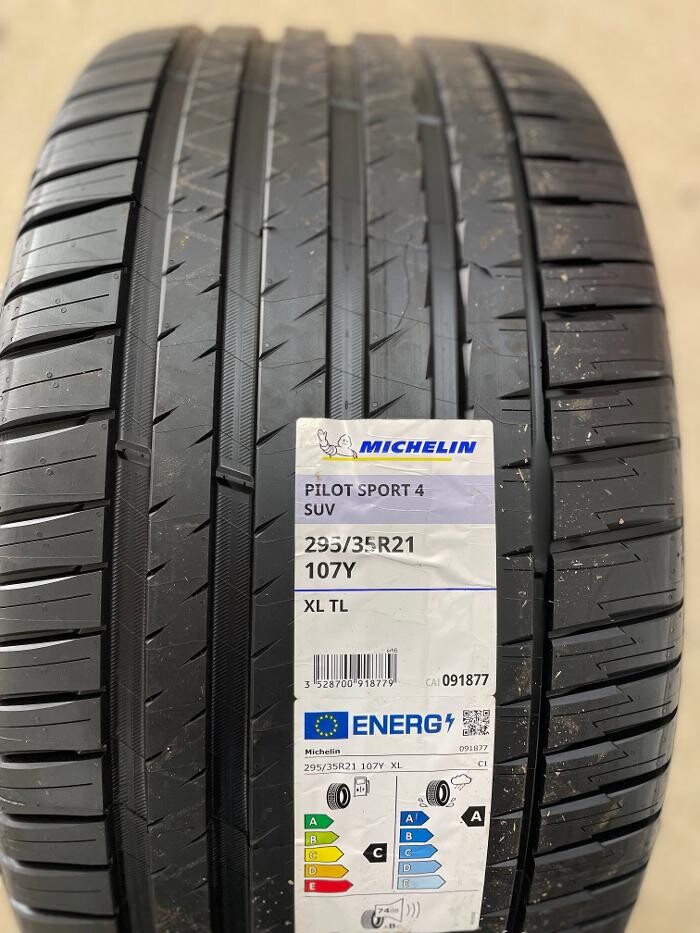 MICHELIN
PILOT SPORT 4
SUV
295/35R21
107Y
XL TL
3 528700 918779
CAI 091877
ENERG
Michelin 091877
295/35R21 107Y XL C1
A A A
B B
C C C
D D
E E
74dB
B